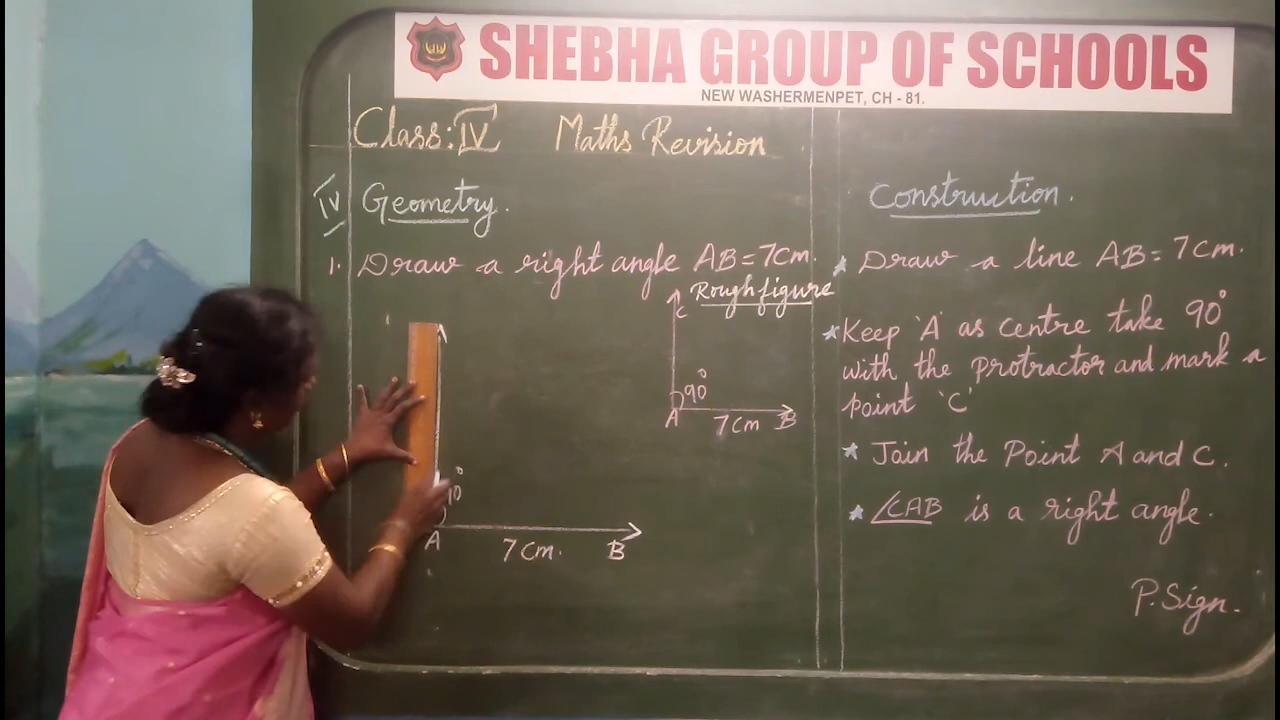 SHEBHA GROUP OF SCHOOLS
NEW WASHERMENPET, CH - 81.
Class: IV Maths Revision
IV Geometry.
1. Draw a right angle AB = 7cm.
Rough figure
C
90°
A 7cm B
90°
A 7cm. B
Construction.
Draw a line AB = 7cm.
Keep 'A' as centre take 90°
with the protractor and mark a
point 'C'
Join the Point A and C.
∠CAB is a right angle.
P. Sign.